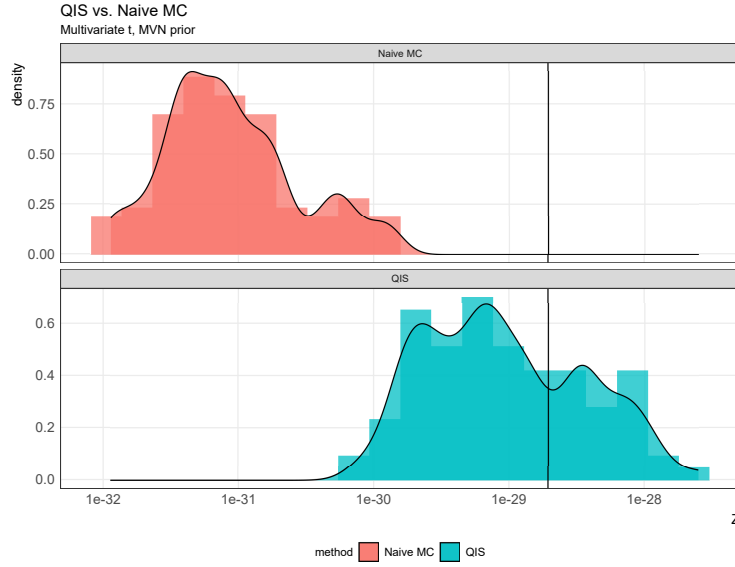 QIS vs. Naive MC
Multivariate t, MVN prior
Naive MC
density
0.75
0.50
0.25
0.00
QIS
0.6
0.4
0.2
0.0
1e-32 1e-31 1e-30 1e-29 1e-28
method Naive MC QIS